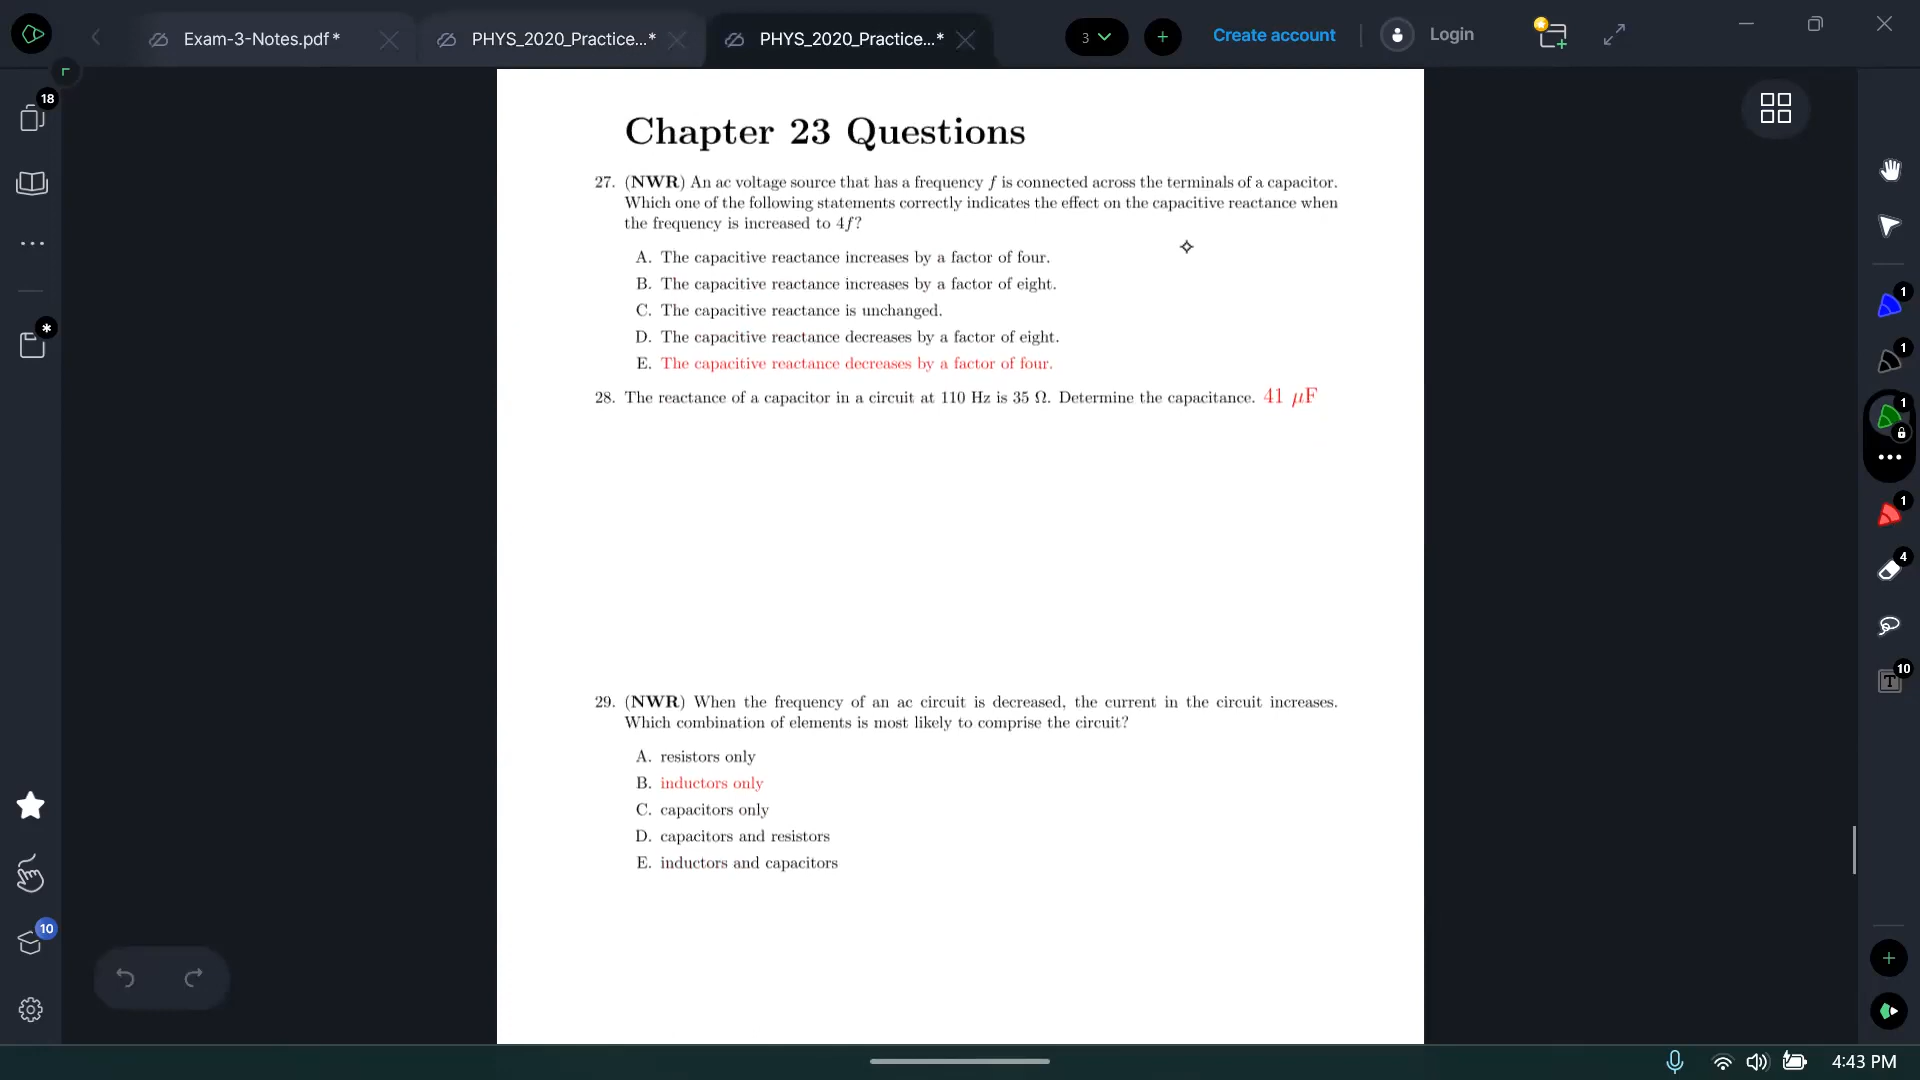 Exam-3-Notes.pdf *
PHYS_2020_Practice...*
PHYS_2020_Practice...*
3
Create account
Login
18
Chapter 23 Questions
27. (NWR) An ac voltage source that has a frequency f is connected across the terminals of a capacitor.
Which one of the following statements correctly indicates the effect on the capacitive reactance when
the frequency is increased to 4f?
A. The capacitive reactance increases by a factor of four.
B. The capacitive reactance increases by a factor of eight.
C. The capacitive reactance is unchanged.
D. The capacitive reactance decreases by a factor of eight.
E. The capacitive reactance decreases by a factor of four.
28. The reactance of a capacitor in a circuit at 110 Hz is 35 Ω. Determine the capacitance. 41 μF
29. (NWR) When the frequency of an ac circuit is decreased, the current in the circuit increases.
Which combination of elements is most likely to comprise the circuit?
A. resistors only
B. inductors only
C. capacitors only
D. capacitors and resistors
E. inductors and capacitors
1
1
1
1
4
10
T
10
4:43 PM